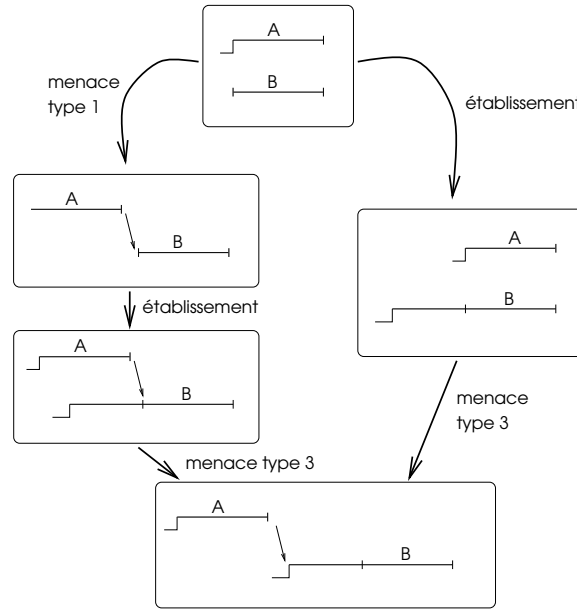 A
B
menace
type 1
établissement
A
B
A
B
établissement
A
B
menace
type 3
menace type 3
A
B